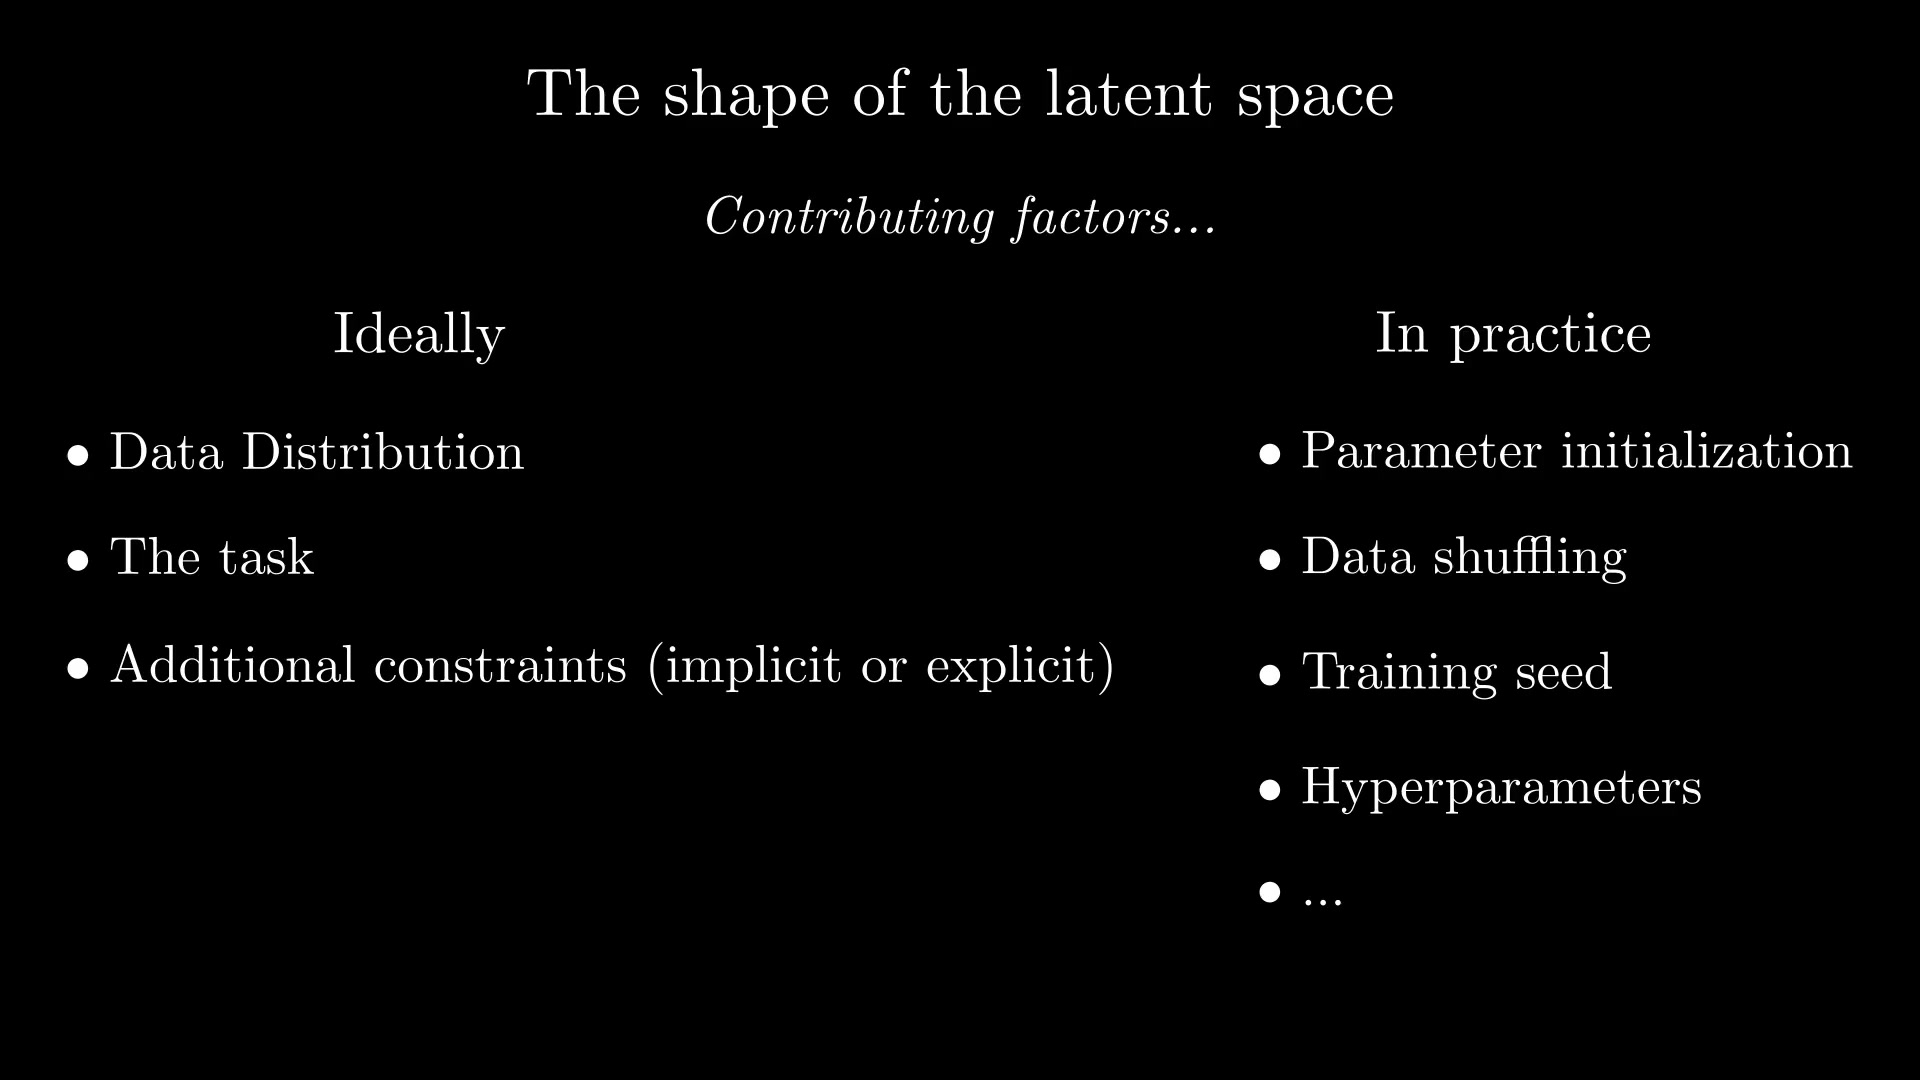 The shape of the latent space
Contributing factors...
Ideally
• Data Distribution
• The task
• Additional constraints (implicit or explicit)
In practice
• Parameter initialization
• Data shuffling
• Training seed
• Hyperparameters
• ...